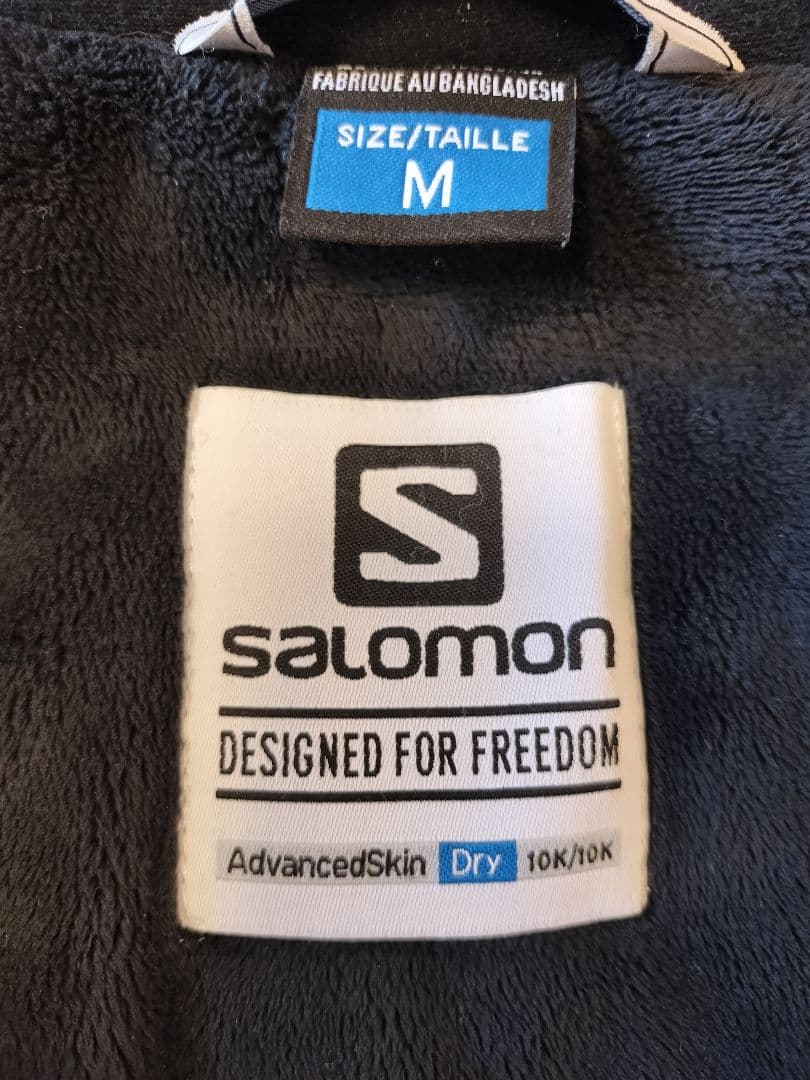 FABRIQUE AU BANGLADESH
SIZE/TAILLE
M
S
salomon
DESIGNED FOR FREEDOM
AdvancedSkin Dry 10K/10K